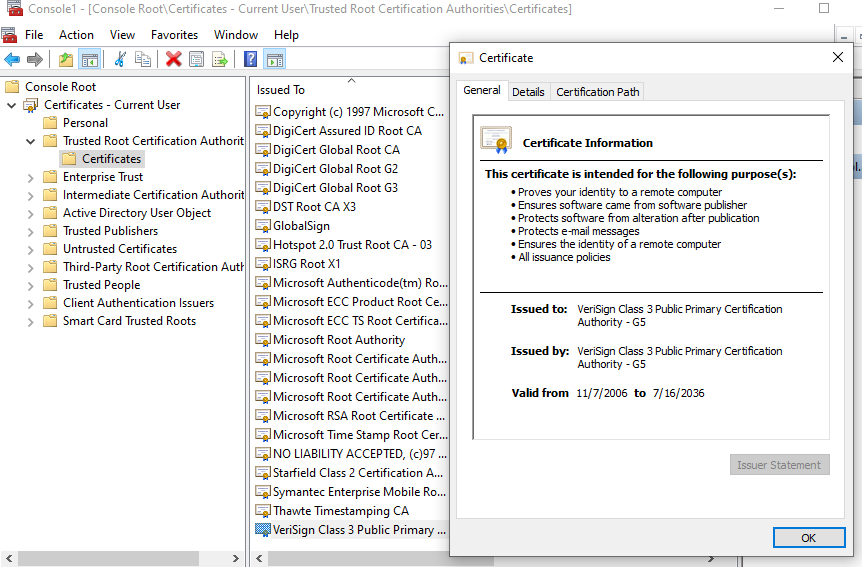 Console1 - [Console Root\Certificates - Current User\Trusted Root Certification Authorities\Certificates]
File Action View Favorites Window Help
Console Root
Certificates - Current User
Personal
Trusted Root Certification Authorit
Certificates
Enterprise Trust
Intermediate Certification Authorit
Active Directory User Object
Trusted Publishers
Untrusted Certificates
Third-Party Root Certification Auth
Trusted People
Client Authentication Issuers
Smart Card Trusted Roots
Issued To
Copyright (c) 1997 Microsoft C...
DigiCert Assured ID Root CA
DigiCert Global Root CA
DigiCert Global Root G2
DigiCert Global Root G3
DST Root CA X3
GlobalSign
Hotspot 2.0 Trust Root CA - 03
ISRG Root X1
Microsoft Authenticode(tm) Ro...
Microsoft ECC Product Root Ce...
Microsoft ECC TS Root Certifica...
Microsoft Root Authority
Microsoft Root Certificate Auth...
Microsoft Root Certificate Auth...
Microsoft Root Certificate Auth...
Microsoft RSA Root Certificate ...
Microsoft Time Stamp Root Cer...
NO LIABILITY ACCEPTED, (c)97 ...
Starfield Class 2 Certification A...
Symantec Enterprise Mobile Ro...
Thawte Timestamping CA
VeriSign Class 3 Public Primary ...
Certificate
General Details Certification Path
Certificate Information
This certificate is intended for the following purpose(s):
• Proves your identity to a remote computer
• Ensures software came from software publisher
• Protects software from alteration after publication
• Protects e-mail messages
• Ensures the identity of a remote computer
• All issuance policies
Issued to: VeriSign Class 3 Public Primary Certification
Authority - G5
Issued by: VeriSign Class 3 Public Primary Certification
Authority - G5
Valid from 11/7/2006 to 7/16/2036
Issuer Statement
OK